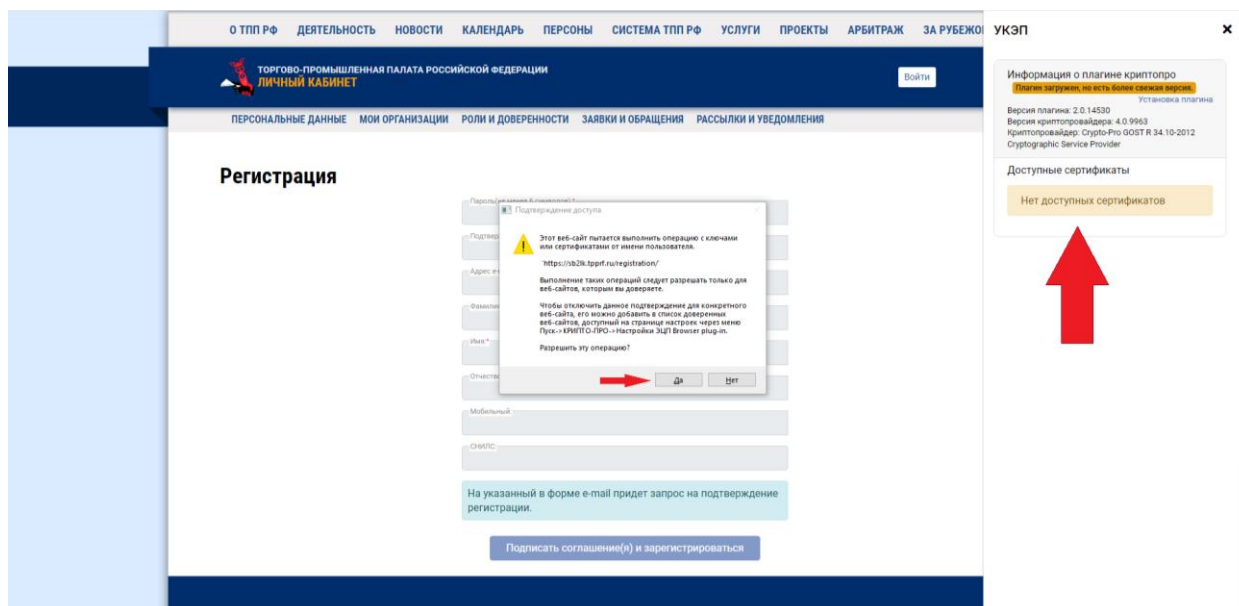 О ТПП РФ ДЕЯТЕЛЬНОСТЬ НОВОСТИ КАЛЕНДАРЬ ПЕРСОНЫ СИСТЕМА ТПП РФ УСЛУГИ ПРОЕКТЫ АРБИТРАЖ ЗА РУБЕЖО
ТОРГОВО-ПРОМЫШЛЕННАЯ ПАЛАТА РОССИЙСКОЙ ФЕДЕРАЦИИ
ЛИЧНЫЙ КАБИНЕТ
Войти
ПЕРСОНАЛЬНЫЕ ДАННЫЕ МОИ ОРГАНИЗАЦИИ РОЛИ И ДОВЕРЕННОСТИ ЗАЯВКИ И ОБРАЩЕНИЯ РАССЫЛКИ И УВЕДОМЛЕНИЯ
Регистрация
Подтверждение доступа
Этот веб-сайт пытается выполнить операцию с ключами
или сертификатами от имени пользователя.
"https://sb2lk.tpprf.ru/registration/"
Выполнение таких операций следует разрешать только для
веб-сайтов, которым вы доверяете.
Чтобы отключить данное подтверждение для конкретного
веб-сайта, его можно добавить в список доверенных
веб-сайтов, доступный на странице настроек через меню
Пуск->КРИПТО-ПРО->Настройки ЭЦП Browser plug-in.
Разрешить эту операцию?
Да Нет
Имя *
Мобильный
СНИЛС
На указанный в форме e-mail придет запрос на подтверждение
регистрации.
Подписать соглашение(я) и зарегистрироваться
УКЭП ×
Информация о плагине криптопро
Плагин загружен, но есть более свежая версия.
Установка плагина
Версия плагина: 2.0.14530
Версия криптопровайдера: 4.0.9963
Криптопровайдер: Crypto-Pro GOST R 34.10-2012
Cryptographic Service Provider
Доступные сертификаты
Нет доступных сертификатов